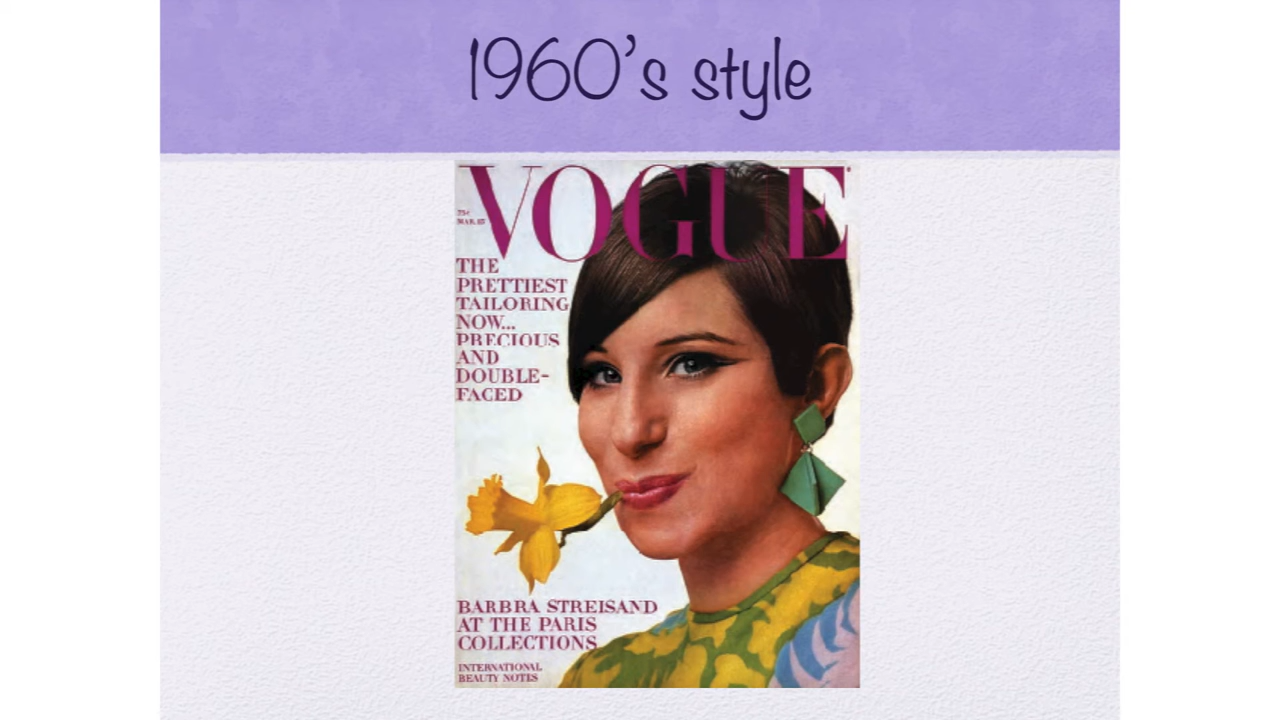 1960's style
VOGUE
75¢
MAR. 15
THE
PRETTIEST
TAILORING
NOW...
PRECIOUS
AND
DOUBLE-
FACED
BARBRA STREISAND
AT THE PARIS
COLLECTIONS
INTERNATIONAL
BEAUTY NOTES